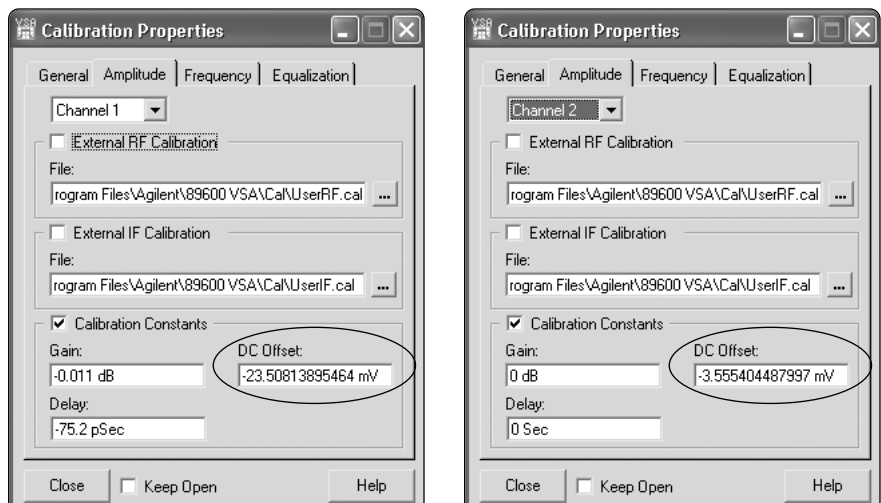 VSA
Calibration Properties
General Amplitude Frequency Equalization
Channel 1
External RF Calibration
File:
rogram Files\Agilent\89600 VSA\Cal\UserRF.cal ...
External IF Calibration
File:
rogram Files\Agilent\89600 VSA\Cal\UserIF.cal ...
Calibration Constants
Gain: DC Offset:
-0.011 dB -23.50813895464 mV
Delay:
-75.2 pSec
Close Keep Open Help
VSA
Calibration Properties
General Amplitude Frequency Equalization
Channel 2
External RF Calibration
File:
rogram Files\Agilent\89600 VSA\Cal\UserRF.cal ...
External IF Calibration
File:
rogram Files\Agilent\89600 VSA\Cal\UserIF.cal ...
Calibration Constants
Gain: DC Offset:
0 dB -3.555404487997 mV
Delay:
0 Sec
Close Keep Open Help